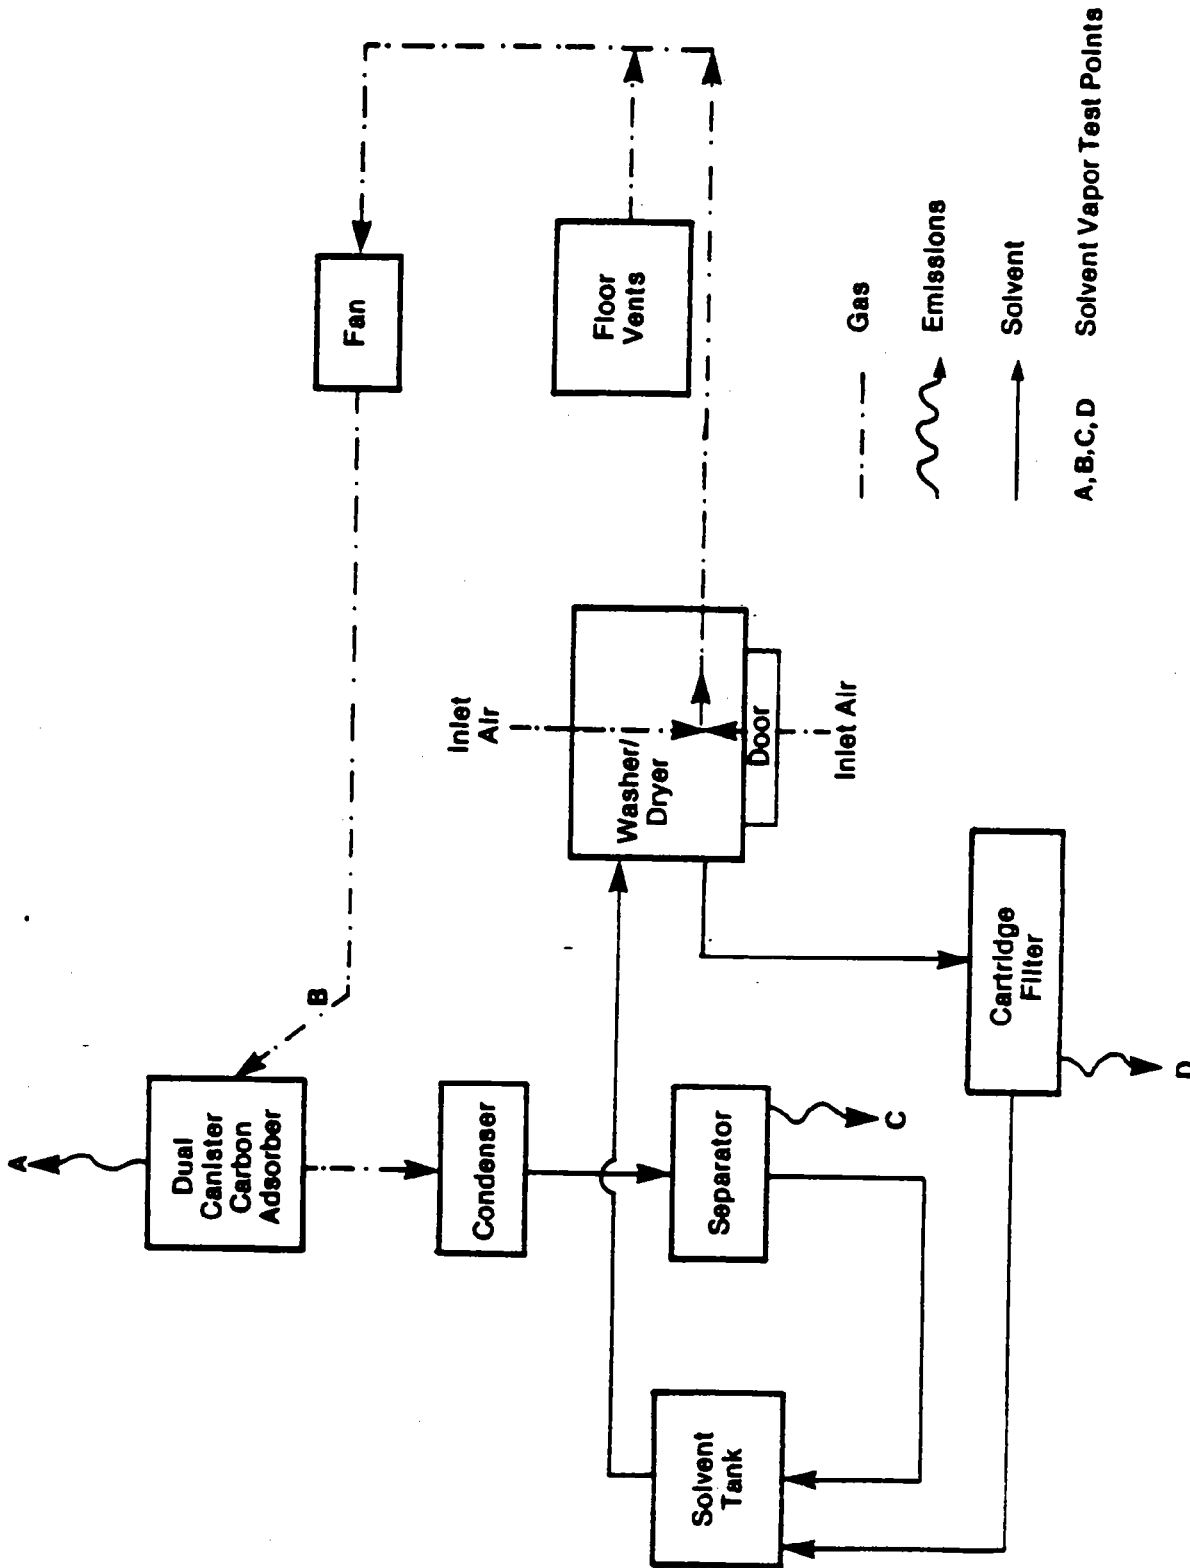 A
Dual
Canister
Carbon
Adsorber
B
Fan
Condenser
Inlet
Air
Floor
Vents
Solvent
Tank
Separator
Washer/
Dryer
Door
Inlet Air
C
Cartridge
Filter
D
Gas
Emissions
Solvent
A, B, C, D Solvent Vapor Test Points